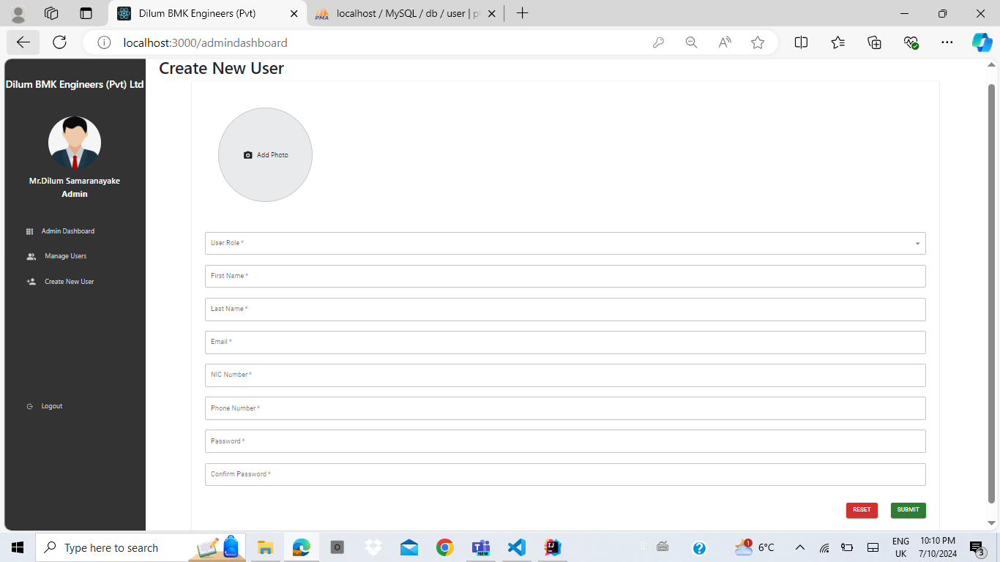 Dilum BMK Engineers (Pvt)
localhost / MySQL / db / user | pl
localhost:3000/admindashboard
Dilum BMK Engineers (Pvt) Ltd
Mr.Dilum Samaranayake
Admin
Admin Dashboard
Manage Users
Create New User
Logout
Create New User
Add Photo
User Role *
First Name *
Last Name *
Email *
NIC Number *
Phone Number *
Password *
Confirm Password *
RESET
SUBMIT
Type here to search
NEW
1
6°C
ENG
UK
10:10 PM
7/10/2024
3